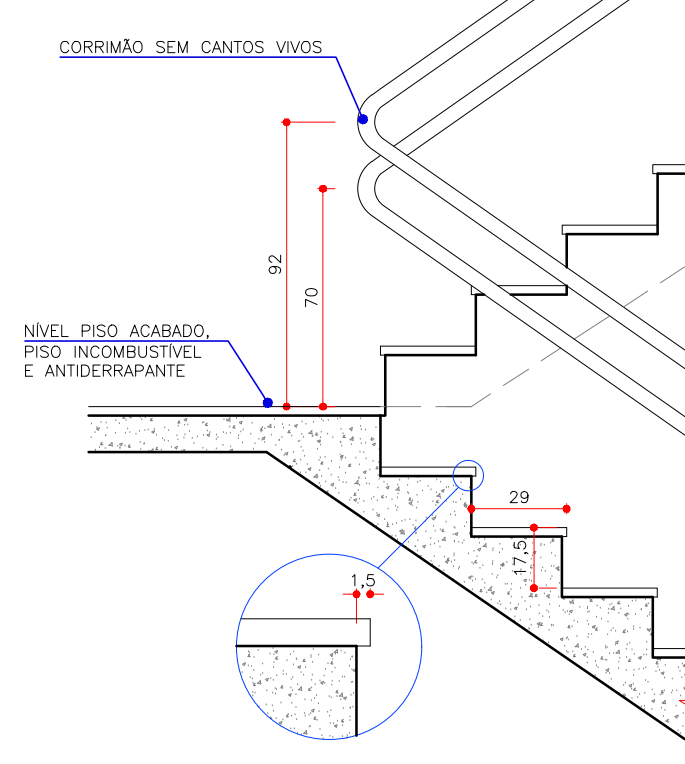 CORRIMÃO SEM CANTOS VIVOS
92
70
NÍVEL PISO ACABADO,
PISO INCOMBUSTÍVEL
E ANTIDERRAPANTE
29
17,5
1,5